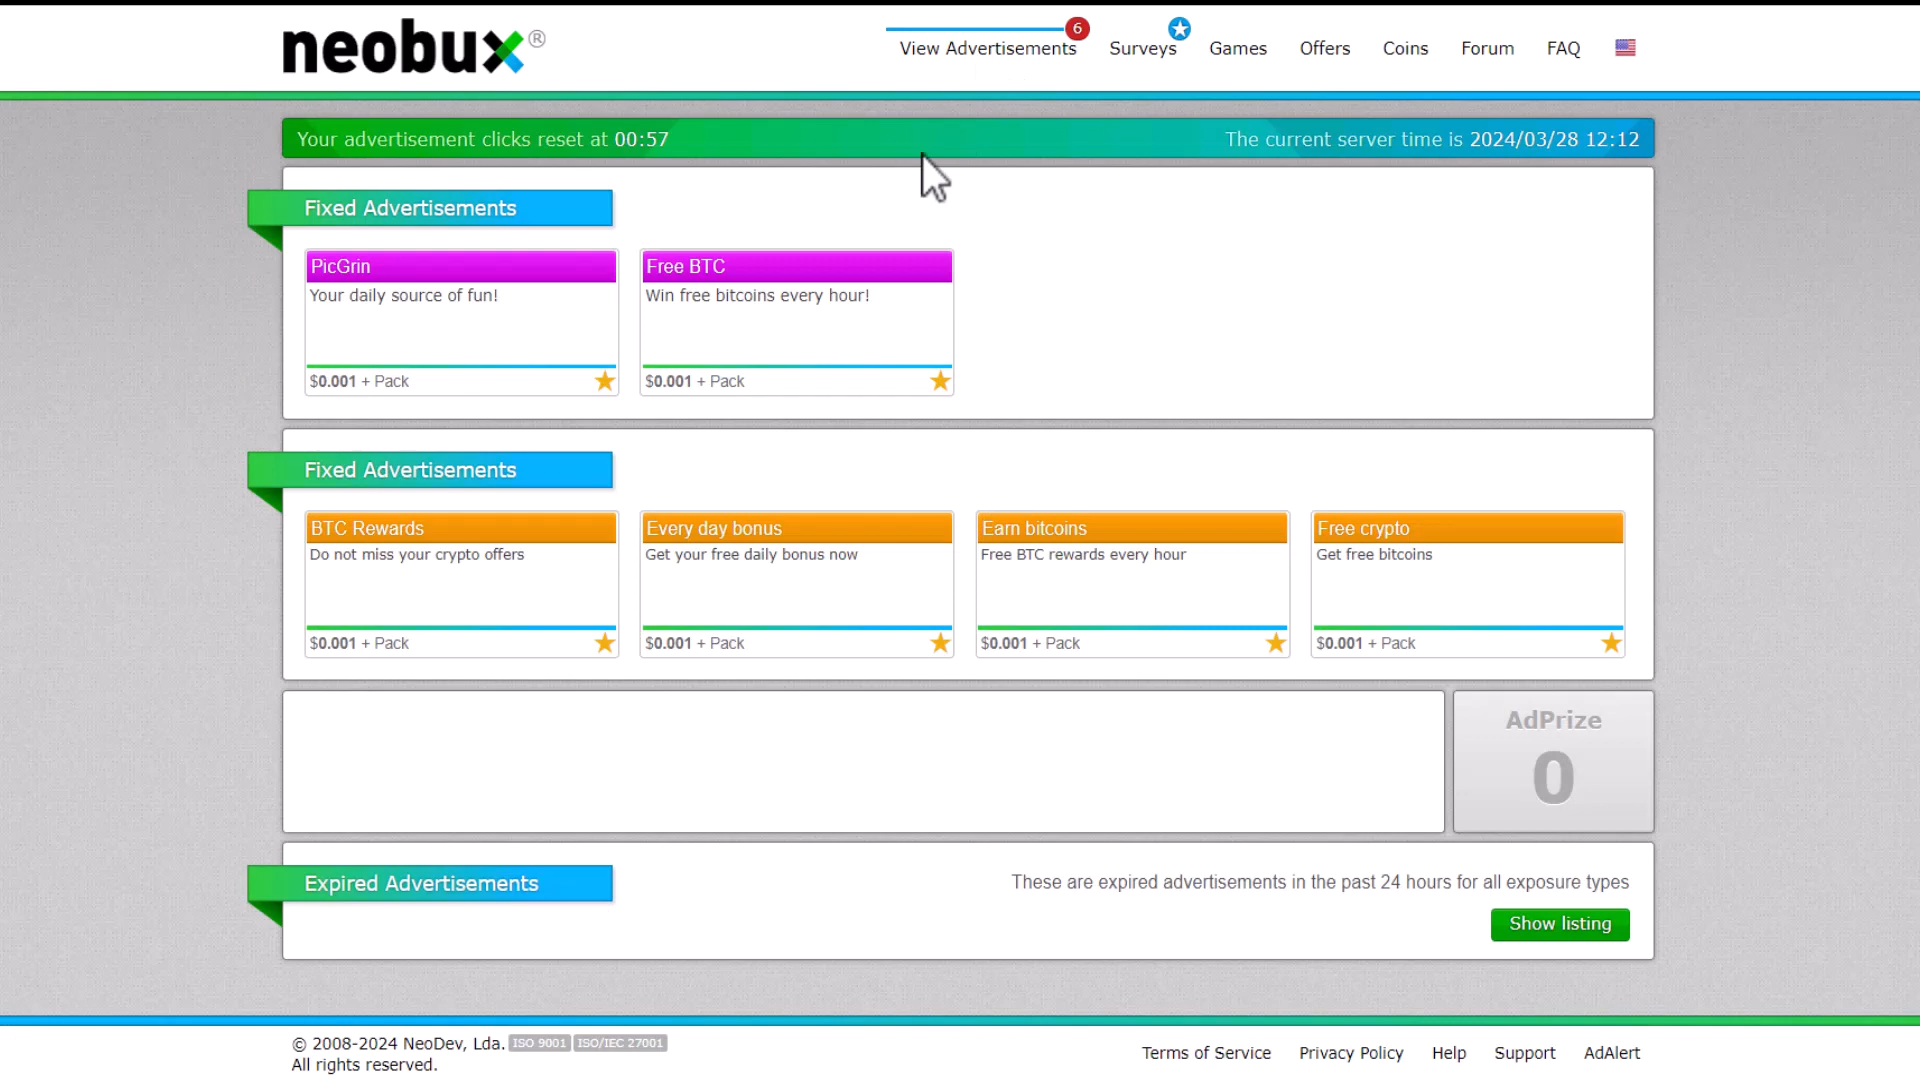 neobux®
6
View Advertisements Surveys Games Offers Coins Forum FAQ
Your advertisement clicks reset at 00:57
The current server time is 2024/03/28 12:12
Fixed Advertisements
PicGrin
Your daily source of fun!
$0.001 + Pack
Free BTC
Win free bitcoins every hour!
$0.001 + Pack
Fixed Advertisements
BTC Rewards
Do not miss your crypto offers
$0.001 + Pack
Every day bonus
Get your free daily bonus now
$0.001 + Pack
Earn bitcoins
Free BTC rewards every hour
$0.001 + Pack
Free crypto
Get free bitcoins
$0.001 + Pack
AdPrize
0
Expired Advertisements
These are expired advertisements in the past 24 hours for all exposure types
Show listing
© 2008-2024 NeoDev, Lda. ISO 9001 ISO/IEC 27001
All rights reserved.
Terms of Service Privacy Policy Help Support AdAlert